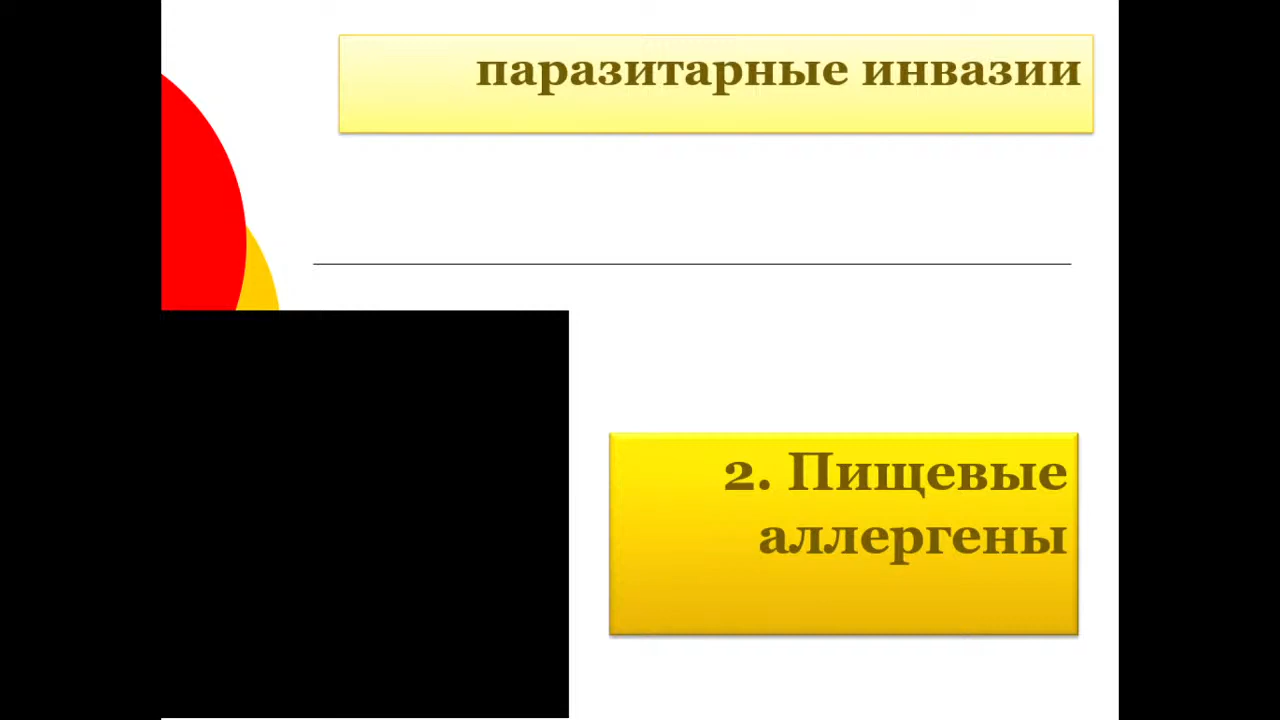 паразитарные инвазии
2. Пищевые
аллергены